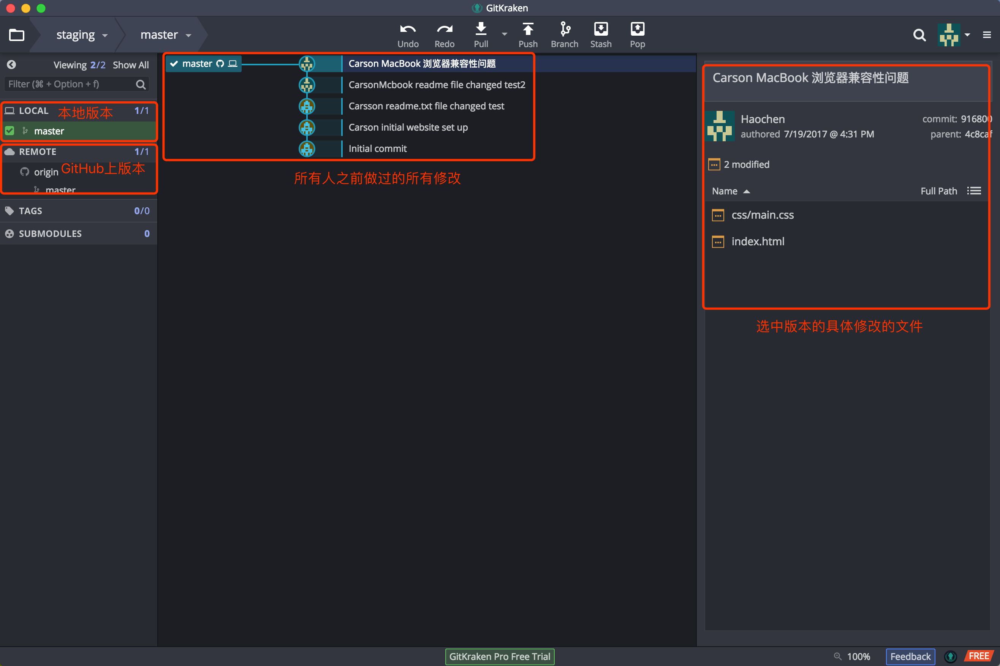 GitKraken
staging
master
Undo
Redo
Pull
Push
Branch
Stash
Pop
Viewing 2/2 Show All
Filter (⌘ + Option + f)
LOCAL 本地版本 1/1
master
REMOTE 1/1
origin GitHub上版本
master
TAGS 0/0
SUBMODULES 0
master
Carson MacBook 浏览器兼容性问题
CarsonMcbook readme file changed test2
Carsson readme.txt file changed test
Carson initial website set up
Initial commit
所有人之前做过的所有修改
Carson MacBook 浏览器兼容性问题
Haochen
commit: 916800
authored 7/19/2017 @ 4:31 PM
parent: 4c8caf
2 modified
Name
Full Path
css/main.css
index.html
选中版本的具体修改的文件
GitKraken Pro Free Trial
100%
Feedback
FREE